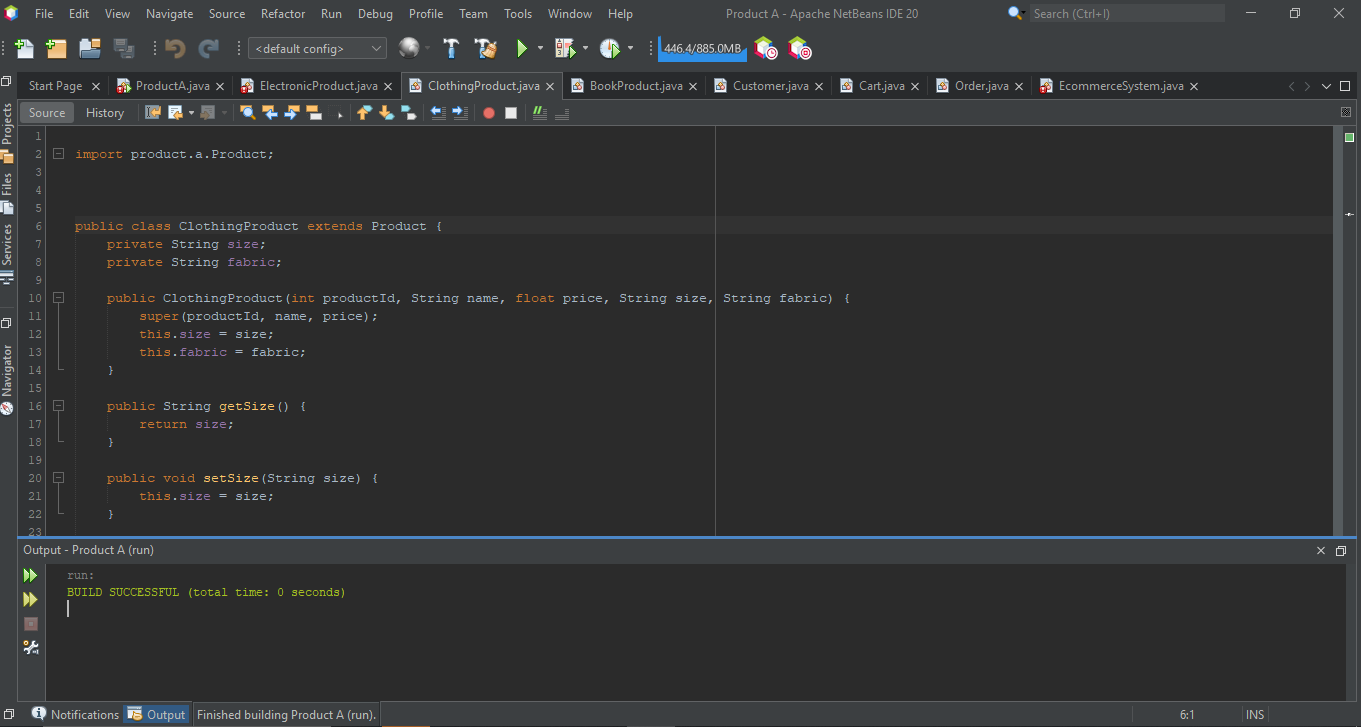 File Edit View Navigate Source Refactor Run Debug Profile Team Tools Window Help Product A - Apache NetBeans IDE 20 Search (Ctrl+I)
<default config> 446.4/885.0MB
Start Page ProductA.java ElectronicProduct.java ClothingProduct.java BookProduct.java Customer.java Cart.java Order.java EcommerceSystem.java
Source History
Projects
Files
Services
Navigator
1
2 import product.a.Product;
3
4
5
6 public class ClothingProduct extends Product {
7 private String size;
8 private String fabric;
9
10 public ClothingProduct(int productId, String name, float price, String size, String fabric) {
11 super(productId, name, price);
12 this.size = size;
13 this.fabric = fabric;
14 }
15
16 public String getSize() {
17 return size;
18 }
19
20 public void setSize(String size) {
21 this.size = size;
22 }
23
Output - Product A (run)
run:
BUILD SUCCESSFUL (total time: 0 seconds)
Notifications Output Finished building Product A (run). 6:1 INS